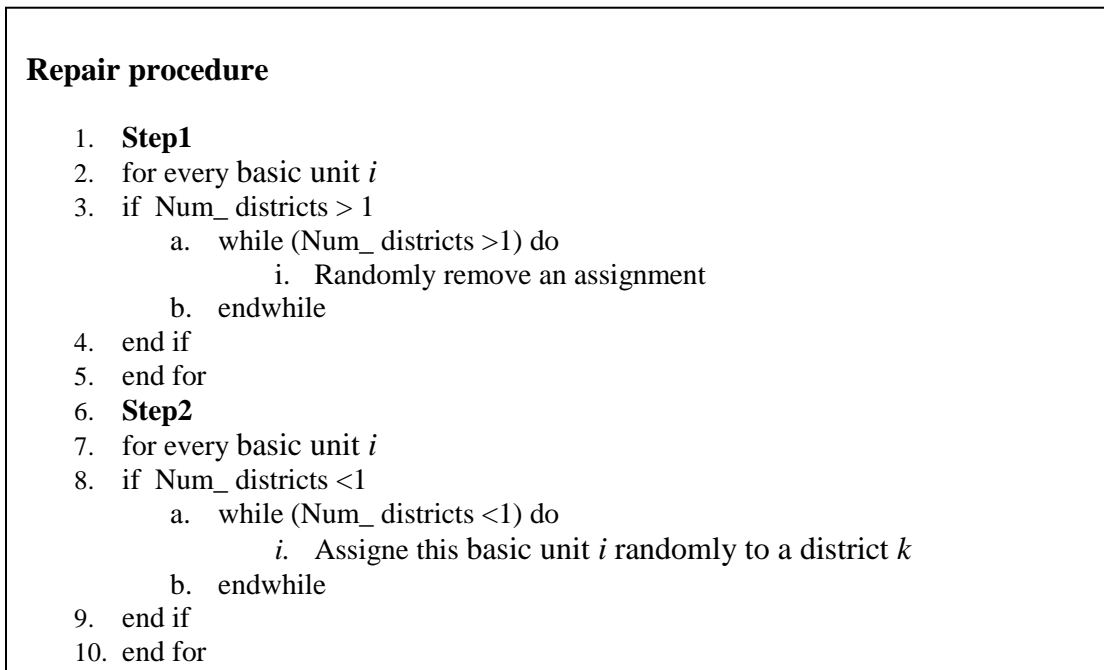 Repair procedure
1. Step1
2. for every basic unit i
3. if Num_ districts > 1
a. while (Num_ districts >1) do
i. Randomly remove an assignment
b. endwhile
4. end if
5. end for
6. Step2
7. for every basic unit i
8. if Num_ districts <1
a. while (Num_ districts <1) do
i. Assigne this basic unit i randomly to a district k
b. endwhile
9. end if
10. end for